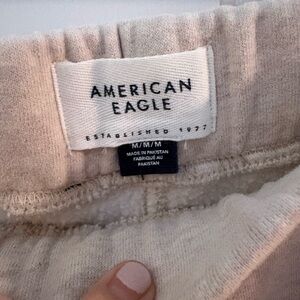 AMERICAN
EAGLE
ESTABLISHED 1977
M/M/M
MADE IN PAKISTAN
FABRIQUÉ AU
PAKISTAN